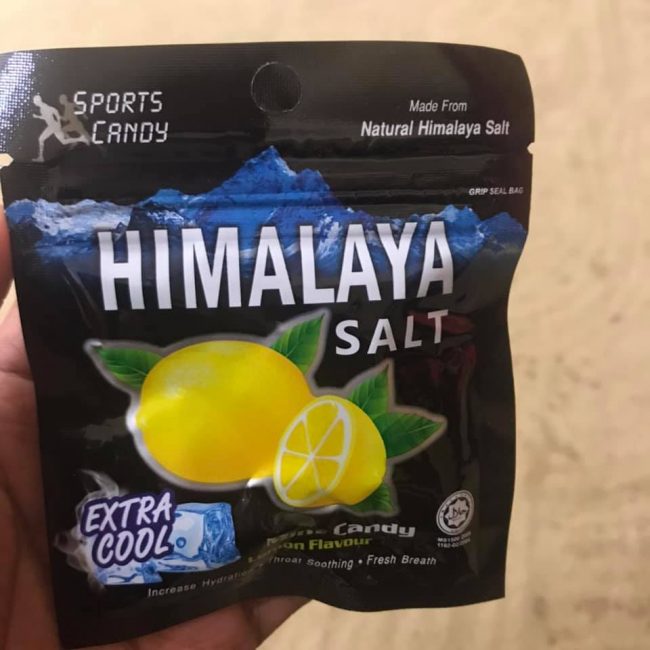 SPORTS
CANDY
Made From
Natural Himalaya Salt
GRIP SEAL BAG
HIMALAYA
SALT
EXTRA
COOL
Candy
Flavour
Increase
Throat Soothing • Fresh Breath